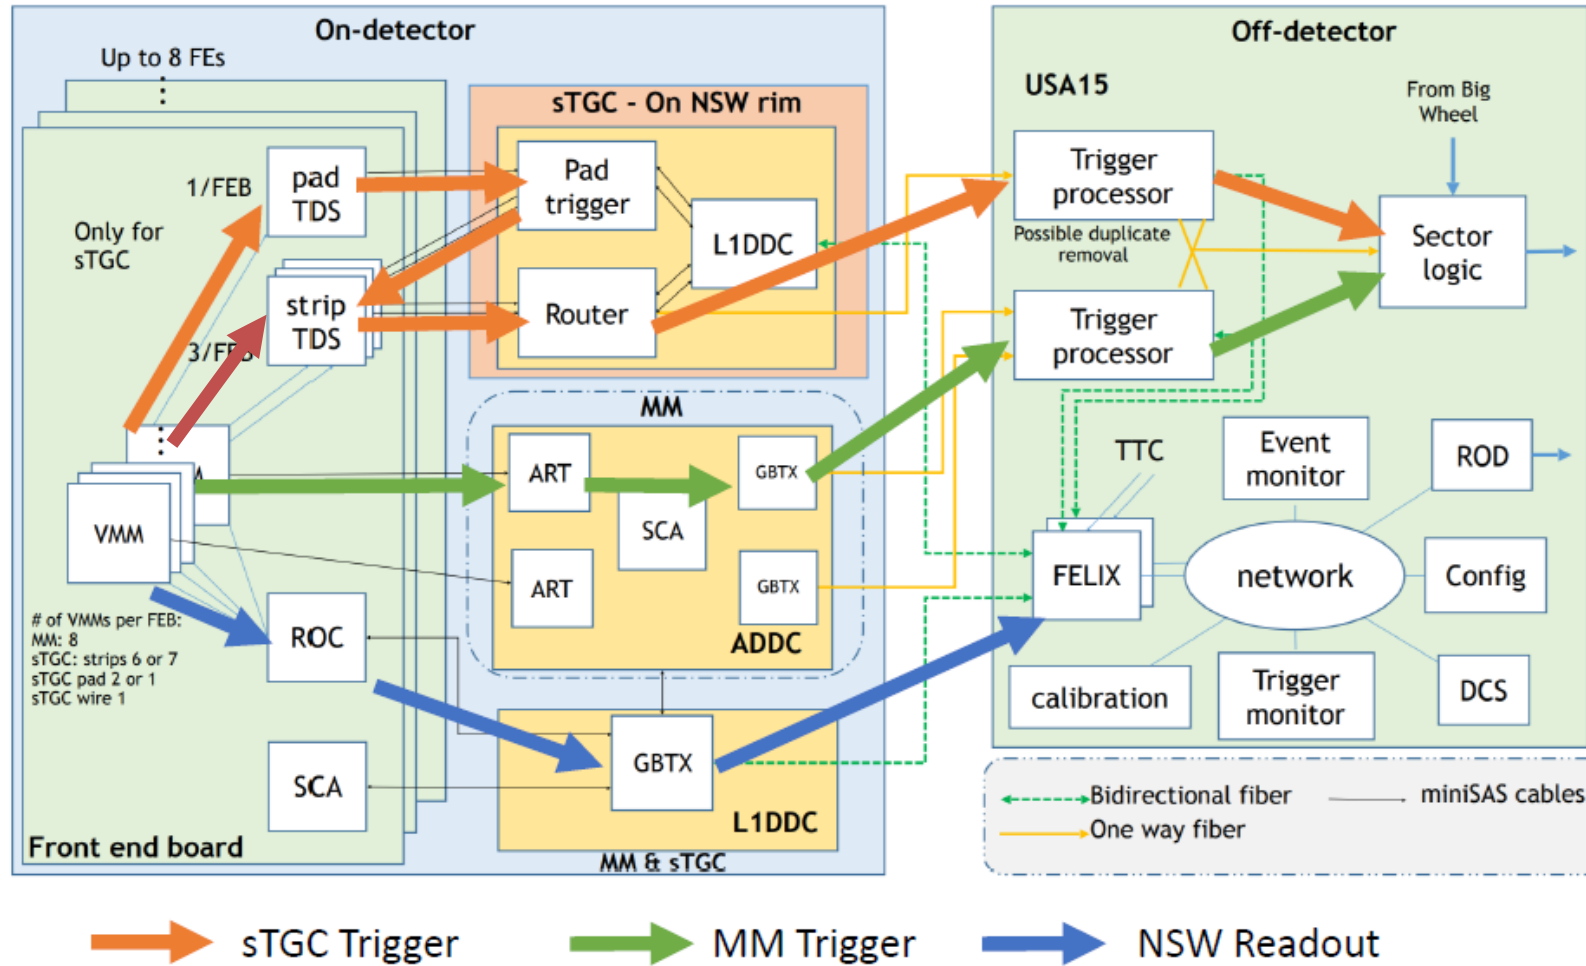 On-detector
Up to 8 FEs
1/FEB
Only for
sTGC
pad
TDS
strip
TDS
3/FEB
VMM
# of VMMs per FEB:
MM: 8
sTGC: strips 6 or 7
sTGC pad 2 or 1
sTGC wire 1
ROC
SCA
Front end board
sTGC - On NSW rim
Pad
trigger
L1DDC
Router
MM
ART
GBTX
SCA
ART
GBTX
ADDC
GBTX
L1DDC
MM & sTGC
Off-detector
USA15
From Big
Wheel
Trigger
processor
Possible duplicate
removal
Sector
logic
Trigger
processor
TTC
Event
monitor
ROD
FELIX
network
Config
calibration
Trigger
monitor
DCS
Bidirectional fiber
miniSAS cables
One way fiber
sTGC Trigger
MM Trigger
NSW Readout